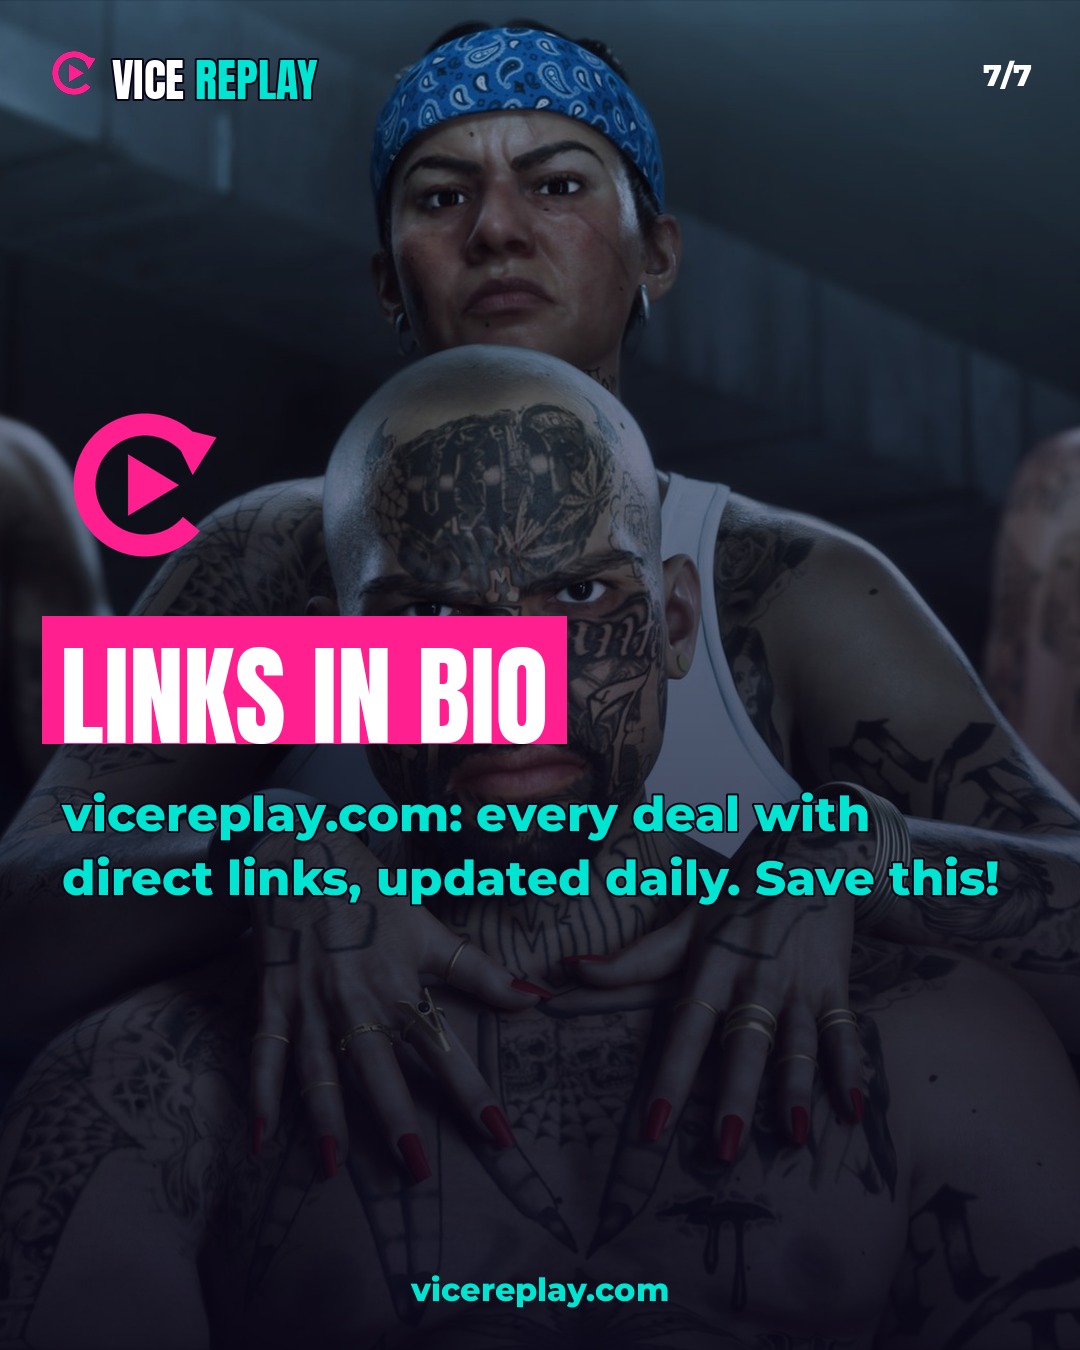 VICE REPLAY
7/7
LINKS IN BIO
vicereplay.com: every deal with
direct links, updated daily. Save this!
vicereplay.com